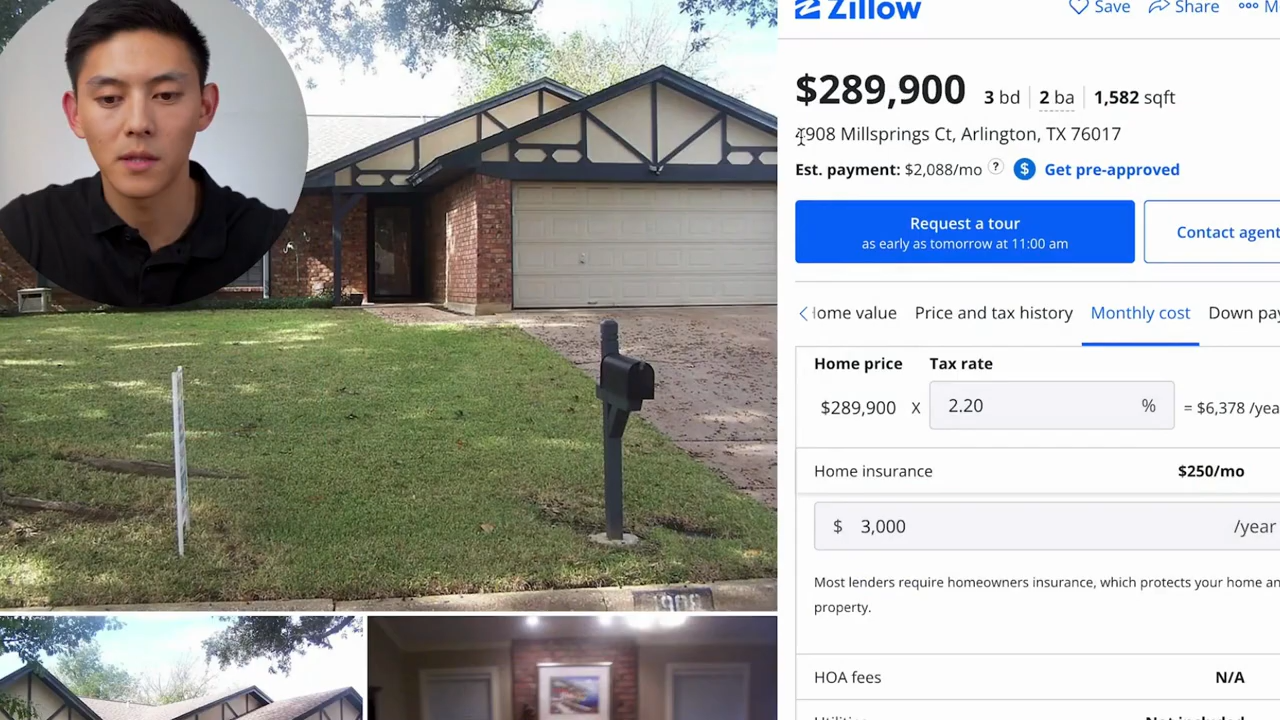 Zillow
Save
Share
$289,900 3 bd 2 ba 1,582 sqft
4908 Millsprings Ct, Arlington, TX 76017
Est. payment: $2,088/mo ? $ Get pre-approved
Request a tour
as early as tomorrow at 11:00 am
Contact agent
Home value Price and tax history Monthly cost Down pay
Home price Tax rate
$289,900 X 2.20 % = $6,378 /yea
Home insurance $250/mo
$ 3,000 /year
Most lenders require homeowners insurance, which protects your home an
property.
HOA fees N/A